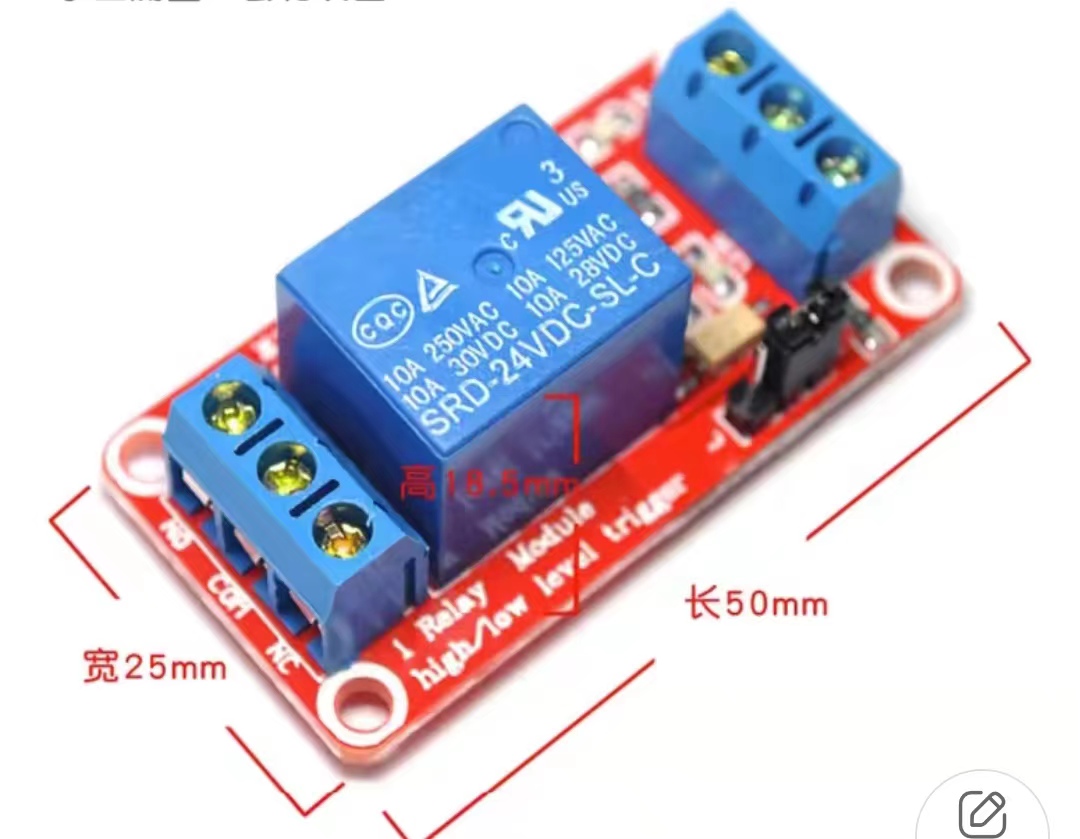 3
c RU US
CQC
10A 250VAC 10A 125VAC
10A 30VDC 10A 28VDC
SRD-24VDC-SL-C
高18.5mm
NO
COM
NC
1 Relay Module
high/low level trigger
长50mm
宽25mm